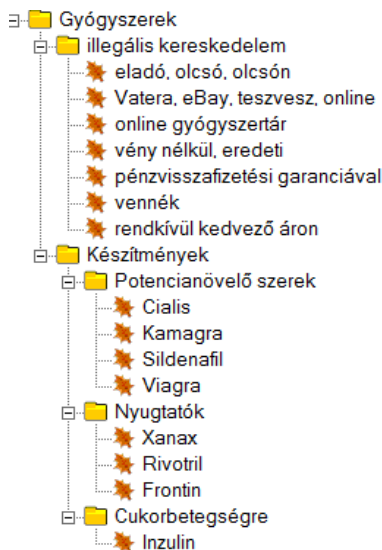 Gyógyszerek
illegális kereskedelem
eladó, olcsó, olcsón
Vatera, eBay, teszvesz, online
online gyógyszertár
vény nélkül, eredeti
pénzvisszafizetési garanciával
vennék
rendkívül kedvező áron
Készítmények
Potencianövelő szerek
Cialis
Kamagra
Sildenafil
Viagra
Nyugtatók
Xanax
Rivotril
Frontin
Cukorbetegségre
Inzulin